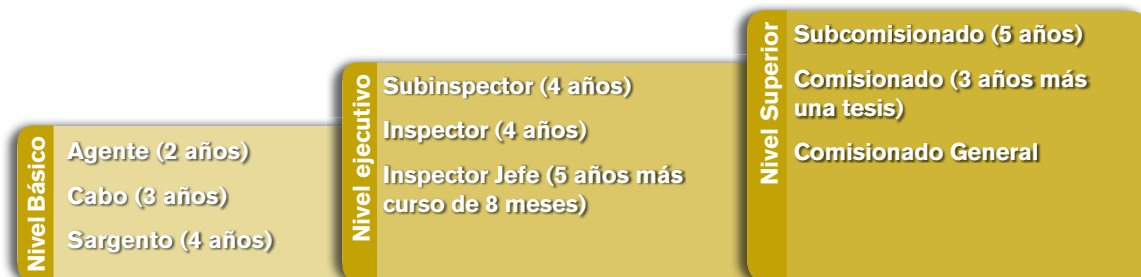 Nivel Básico
Agente (2 años)
Cabo (3 años)
Sargento (4 años)
Nivel ejecutivo
Subinspector (4 años)
Inspector (4 años)
Inspector Jefe (5 años más
curso de 8 meses)
Nivel Superior
Subcomisionado (5 años)
Comisionado (3 años más
una tesis)
Comisionado General